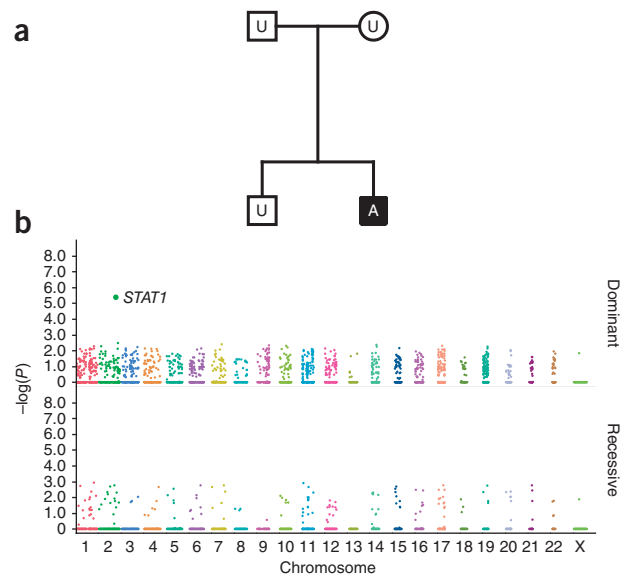 a
U U
U A
b
8.0
7.0
6.0
5.0
4.0
3.0
2.0
1.0
0
STAT1
Dominant
–log(P)
8.0
7.0
6.0
5.0
4.0
3.0
2.0
1.0
0
Recessive
1 2 3 4 5 6 7 8 9 10 11 12 13 14 15 16 17 18 19 20 21 22 X
Chromosome